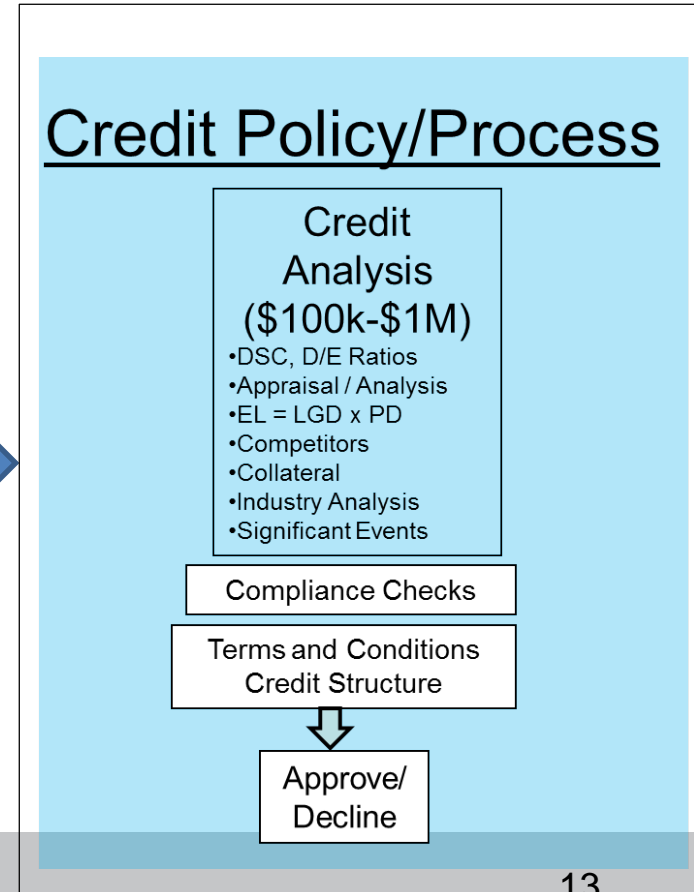 Credit Policy/Process
Credit
Analysis
($100k-$1M)
•DSC, D/E Ratios
•Appraisal / Analysis
•EL = LGD x PD
•Competitors
•Collateral
•Industry Analysis
•Significant Events
Compliance Checks
Terms and Conditions
Credit Structure
Approve/
Decline
13